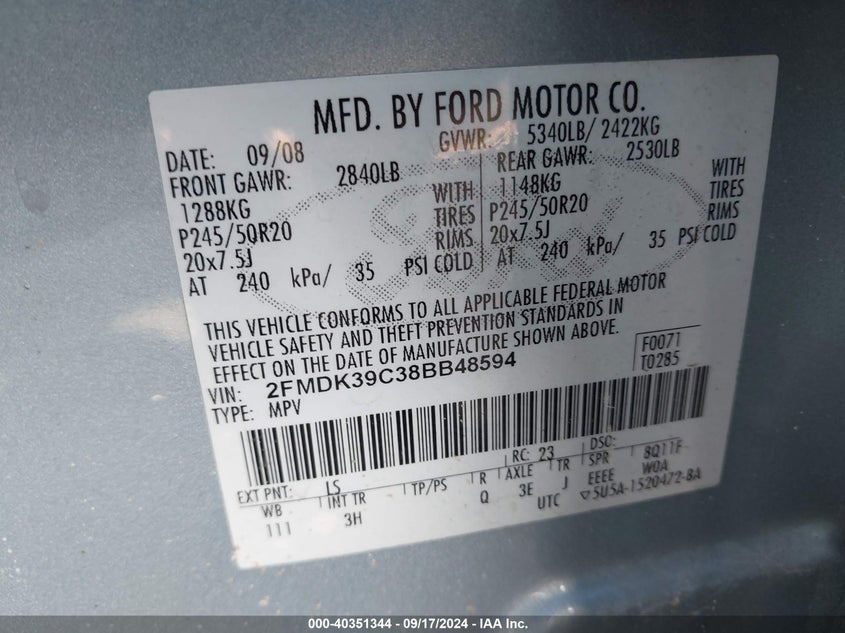 MFD. BY FORD MOTOR CO.
DATE: 09/08 GVWR: 5340LB/ 2422KG
FRONT GAWR: 2840LB REAR GAWR: 2530LB
1288KG WITH 1148KG WITH
P245/50R20 TIRES P245/50R20 TIRES
20x7.5J RIMS 20x7.5J RIMS
AT 240 kPa/ 35 PSI COLD AT 240 kPa/ 35 PSI COLD
THIS VEHICLE CONFORMS TO ALL APPLICABLE FEDERAL MOTOR
VEHICLE SAFETY AND THEFT PREVENTION STANDARDS IN
EFFECT ON THE DATE OF MANUFACTURE SHOWN ABOVE.
VIN: 2FMDK39C38BB48594 F0071
TYPE: MPV T0285
EXT PNT: LS RC: 23 DSO:
WB INT TR TP/PS R AXLE TR SPR 8Q11F
111 3H Q 3E J EEEE WOA
UTC 5U5A-1520472-BA
000-40351344 - 09/17/2024 - IAA, Inc.